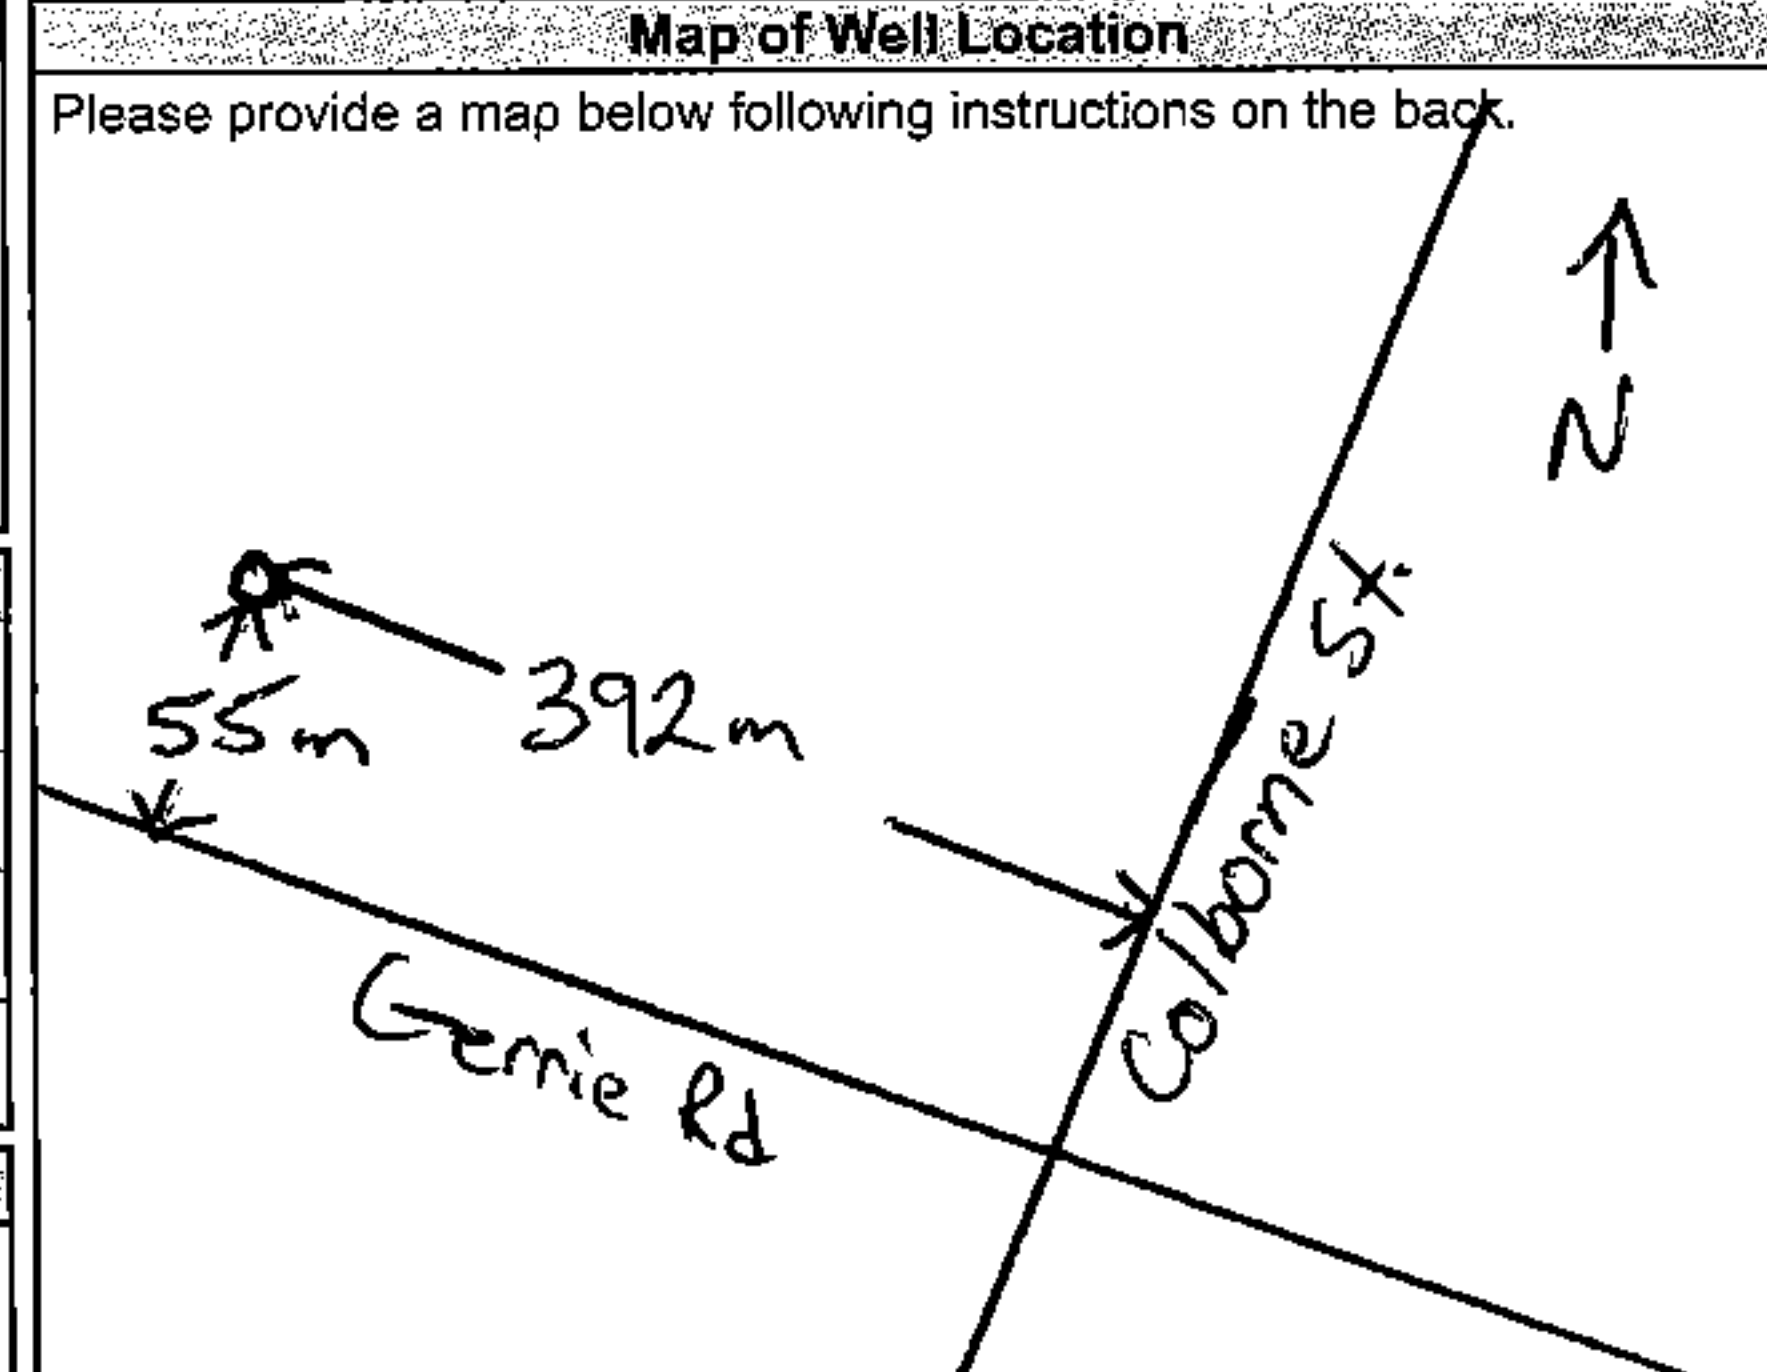 Map of Well Location
Please provide a map below following instructions on the back.
N
Colborne St.
392m
55m
Gerrie Rd